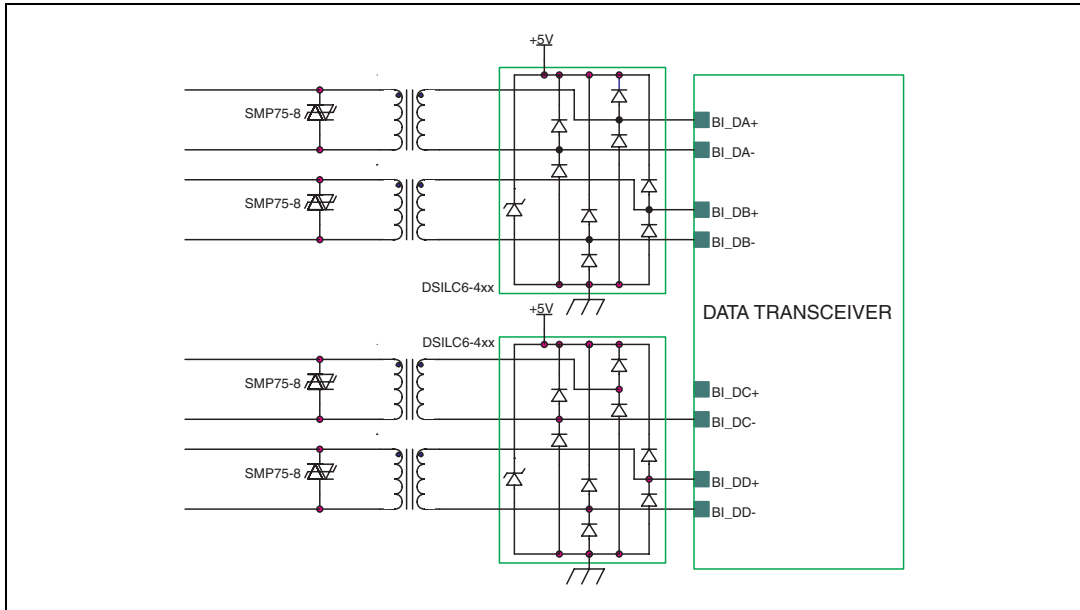 +5V
SMP75-8
BI_DA+
BI_DA-
SMP75-8
BI_DB+
BI_DB-
DSILC6-4xx
+5V
DATA TRANSCEIVER
DSILC6-4xx
SMP75-8
BI_DC+
BI_DC-
SMP75-8
BI_DD+
BI_DD-